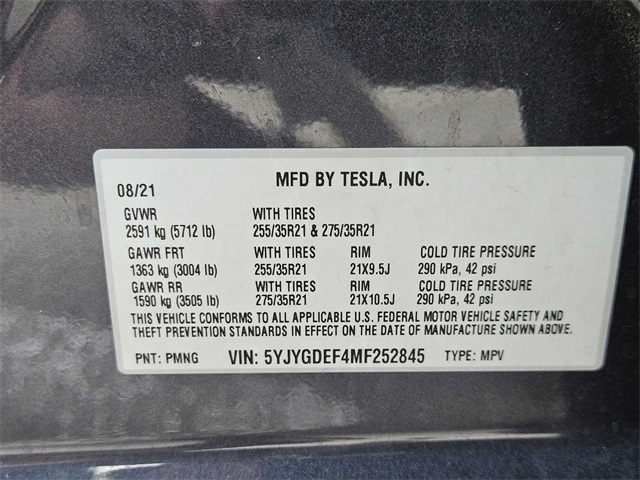 08/21 MFD BY TESLA, INC.
GVWR WITH TIRES
2591 kg (5712 lb) 255/35R21 & 275/35R21
GAWR FRT WITH TIRES RIM COLD TIRE PRESSURE
1363 kg (3004 lb) 255/35R21 21X9.5J 290 kPa, 42 psi
GAWR RR WITH TIRES RIM COLD TIRE PRESSURE
1590 kg (3505 lb) 275/35R21 21X10.5J 290 kPa, 42 psi
THIS VEHICLE CONFORMS TO ALL APPLICABLE U.S. FEDERAL MOTOR VEHICLE SAFETY AND
THEFT PREVENTION STANDARDS IN EFFECT ON THE DATE OF MANUFACTURE SHOWN ABOVE.
PNT: PMNG VIN: 5YJYGDEF4MF252845 TYPE: MPV